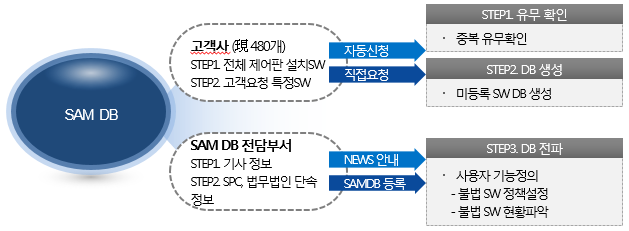 SAM DB
고객사 (現 480개)
STEP1. 전체 제어판 설치SW
STEP2. 고객요청 특정SW
자동신청
직접요청
STEP1. 유무 확인
· 중복 유무확인
STEP2. DB 생성
· 미등록 SW DB 생성
SAM DB 전담부서
STEP1. 기사 정보
STEP2. SPC, 법무법인 단속
정보
NEWS 안내
SAMDB 등록
STEP3. DB 전파
· 사용자 기능정의
- 불법 SW 정책설정
- 불법 SW 현황파악